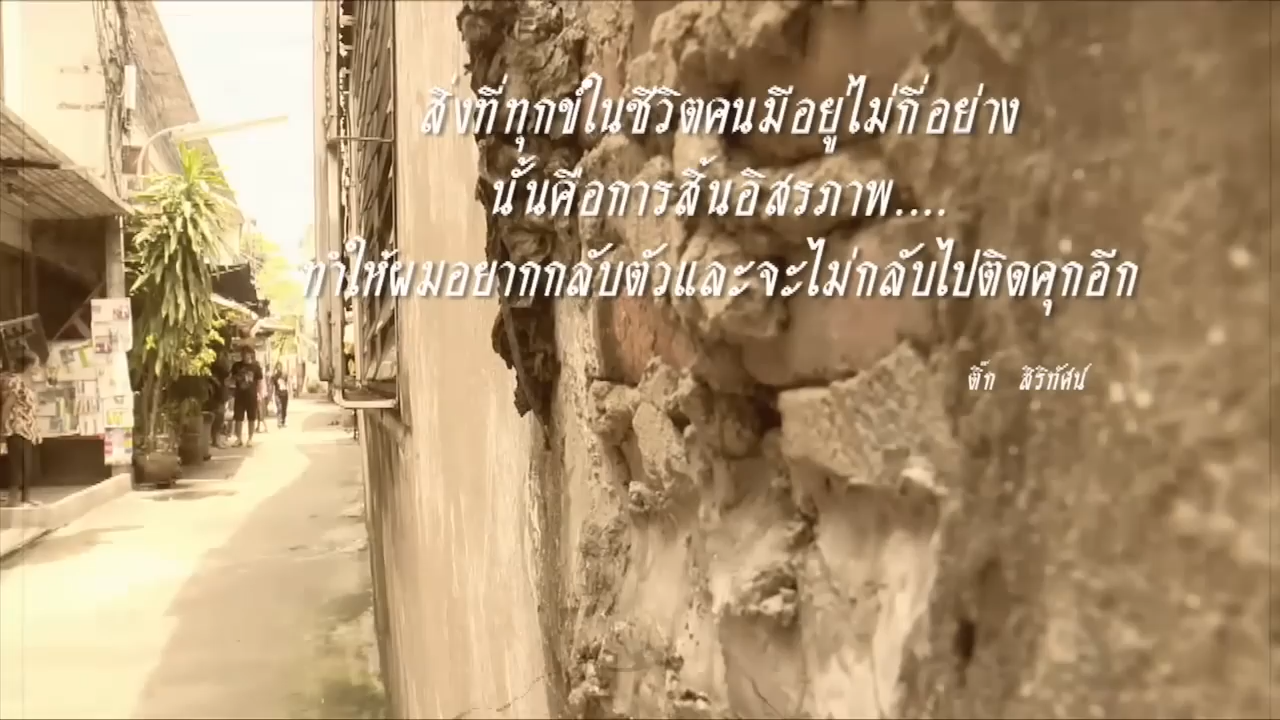 สิ่งที่ทุกข์ในชีวิตคนมีอยู่ไม่กี่อย่าง
นั้นคือการสิ้นอิสรภาพ....
ทำให้ผมอยากกลับตัวและจะไม่กลับไปติดคุกอีก
ติ๊ก สิริทัศน์